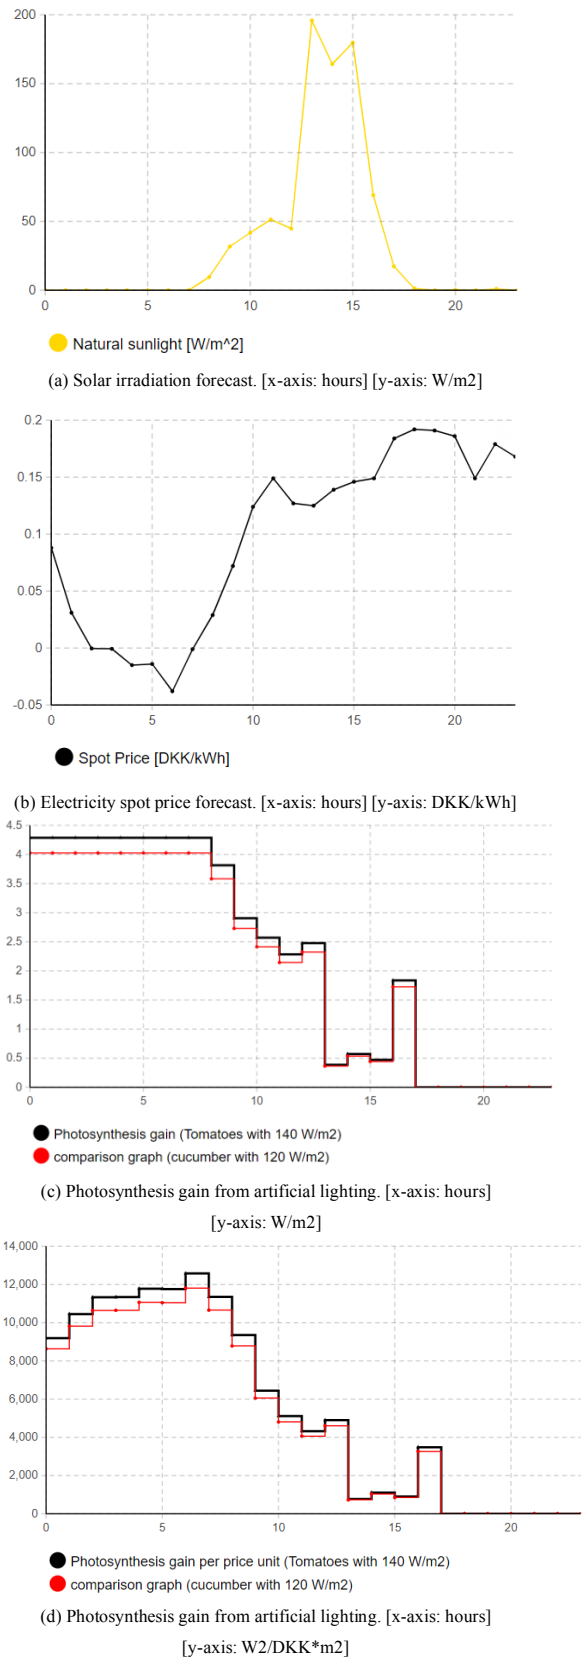 200
150
100
50
0
0 5 10 15 20
Natural sunlight [W/m^2]
(a) Solar irradiation forecast. [x-axis: hours] [y-axis: W/m2]
0.2
0.15
0.1
0.05
0
-0.05
0 5 10 15 20
Spot Price [DKK/kWh]
(b) Electricity spot price forecast. [x-axis: hours] [y-axis: DKK/kWh]
4.5
4
3.5
3
2.5
2
1.5
1
0.5
0
0 5 10 15 20
Photosynthesis gain (Tomatoes with 140 W/m2)
comparison graph (cucumber with 120 W/m2)
(c) Photosynthesis gain from artificial lighting. [x-axis: hours]
[y-axis: W/m2]
14,000
12,000
10,000
8,000
6,000
4,000
2,000
0
0 5 10 15 20
Photosynthesis gain per price unit (Tomatoes with 140 W/m2)
comparison graph (cucumber with 120 W/m2)
(d) Photosynthesis gain from artificial lighting. [x-axis: hours]
[y-axis: W2/DKK*m2]